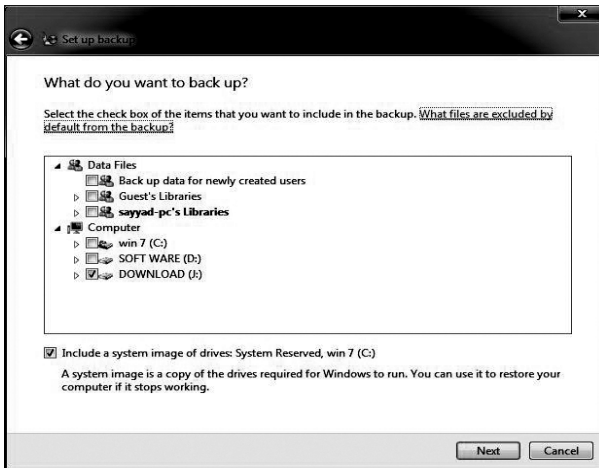 Set up backup
What do you want to back up?
Select the check box of the items that you want to include in the backup. What files are excluded by
default from the backup?
Data Files
Back up data for newly created users
Guest's Libraries
sayyad-pc's Libraries
Computer
win 7 (C:)
SOFT WARE (D:)
DOWNLOAD (J:)
Include a system image of drives: System Reserved, win 7 (C:)
A system image is a copy of the drives required for Windows to run. You can use it to restore your
computer if it stops working.
Next Cancel